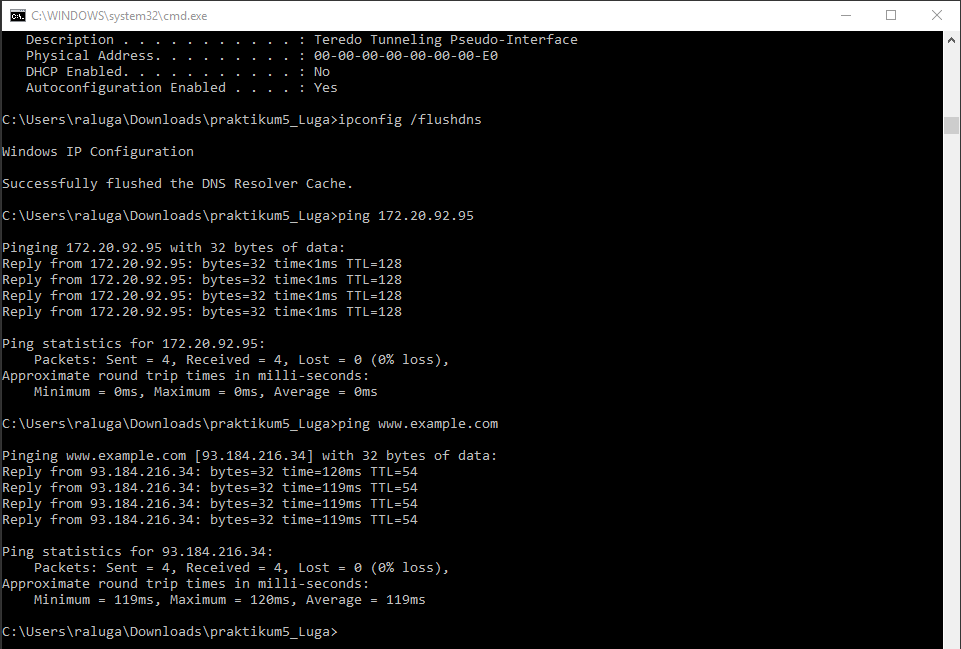 C:\WINDOWS\system32\cmd.exe
   Description . . . . . . . . . . . : Teredo Tunneling Pseudo-Interface
   Physical Address. . . . . . . . . : 00-00-00-00-00-00-00-E0
   DHCP Enabled. . . . . . . . . . . : No
   Autoconfiguration Enabled . . . . : Yes

C:\Users\raluga\Downloads\praktikum5_Luga>ipconfig /flushdns

Windows IP Configuration

Successfully flushed the DNS Resolver Cache.

C:\Users\raluga\Downloads\praktikum5_Luga>ping 172.20.92.95

Pinging 172.20.92.95 with 32 bytes of data:
Reply from 172.20.92.95: bytes=32 time<1ms TTL=128
Reply from 172.20.92.95: bytes=32 time<1ms TTL=128
Reply from 172.20.92.95: bytes=32 time<1ms TTL=128
Reply from 172.20.92.95: bytes=32 time<1ms TTL=128

Ping statistics for 172.20.92.95:
    Packets: Sent = 4, Received = 4, Lost = 0 (0% loss),
Approximate round trip times in milli-seconds:
    Minimum = 0ms, Maximum = 0ms, Average = 0ms

C:\Users\raluga\Downloads\praktikum5_Luga>ping www.example.com

Pinging www.example.com [93.184.216.34] with 32 bytes of data:
Reply from 93.184.216.34: bytes=32 time=120ms TTL=54
Reply from 93.184.216.34: bytes=32 time=119ms TTL=54
Reply from 93.184.216.34: bytes=32 time=119ms TTL=54
Reply from 93.184.216.34: bytes=32 time=119ms TTL=54

Ping statistics for 93.184.216.34:
    Packets: Sent = 4, Received = 4, Lost = 0 (0% loss),
Approximate round trip times in milli-seconds:
    Minimum = 119ms, Maximum = 120ms, Average = 119ms

C:\Users\raluga\Downloads\praktikum5_Luga>